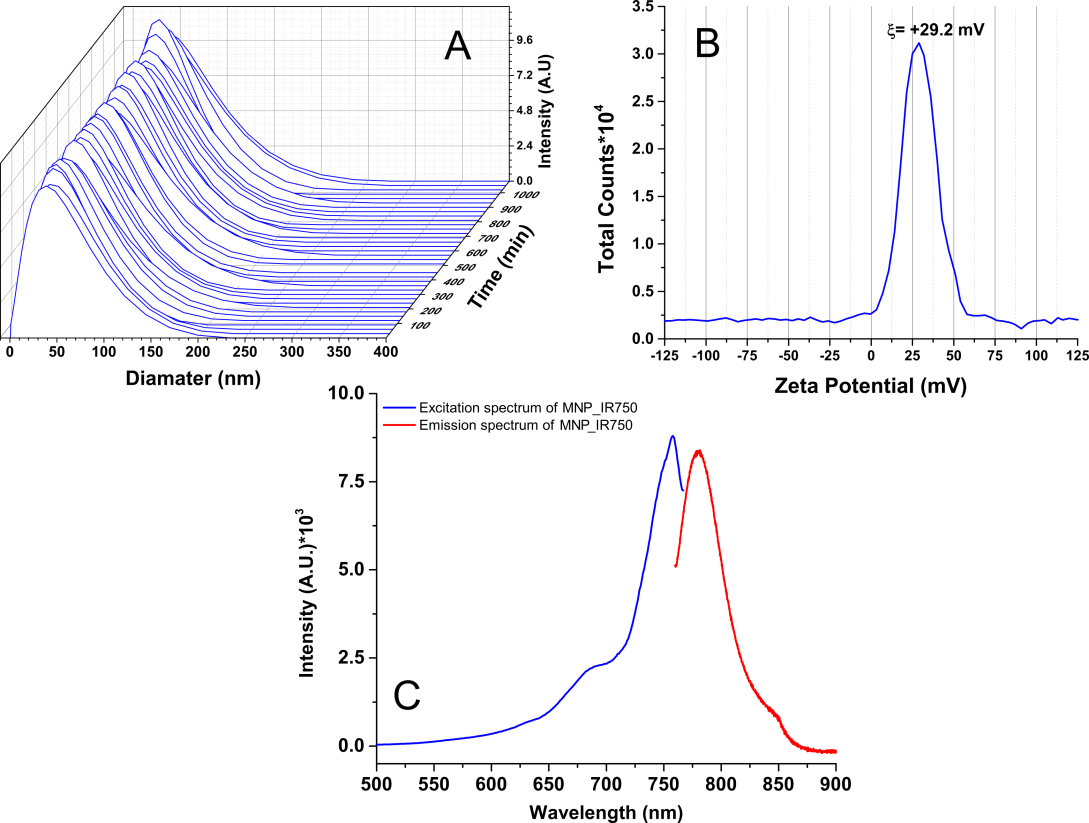 A
9.6
7.2
4.8
2.4
0.0
Intensity (A.U)
1000
900
800
700
600
500
400
300
200
100
Time (min)
0 50 100 150 200 250 300 350 400
Diamater (nm)
B
ξ= +29.2 mV
3.5
3.0
2.5
2.0
1.5
1.0
0.5
0.0
Total Counts*10⁴
-125 -100 -75 -50 -25 0 25 50 75 100 125
Zeta Potential (mV)
10.0
7.5
5.0
2.5
0.0
Intensity (A.U.)*10³
Excitation spectrum of MNP_IR750
Emission spectrum of MNP_IR750
C
500 550 600 650 700 750 800 850 900
Wavelength (nm)